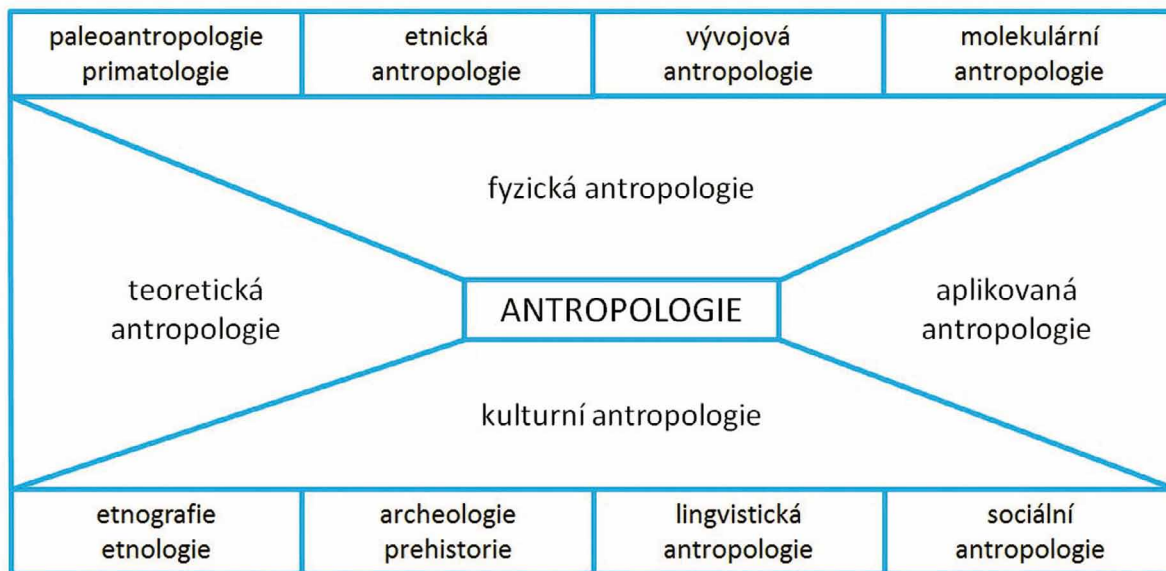 paleoantropologie
primatologie
etnická
antropologie
vývojová
antropologie
molekulární
antropologie
fyzická antropologie
teoretická
antropologie
ANTROPOLOGIE
aplikovaná
antropologie
kulturní antropologie
etnografie
etnologie
archeologie
prehistorie
lingvistická
antropologie
sociální
antropologie